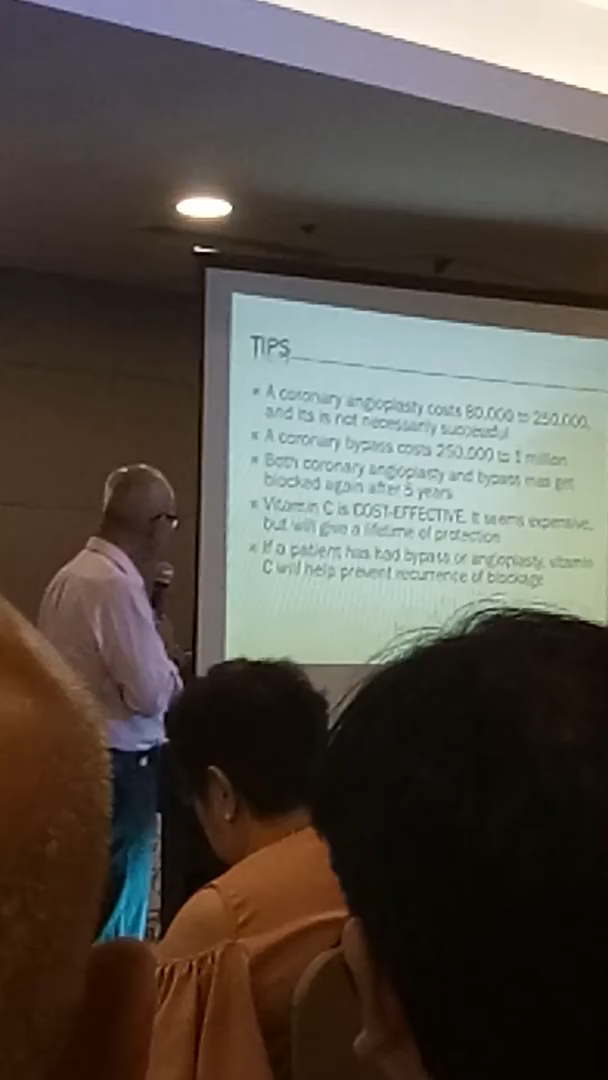 TIPS
× A coronary angioplasty costs 80,000 to 250,000,
and its is not necessarily successful
× A coronary bypass costs 250,000 to 1 million
× Both coronary angioplasty and bypass may get
blocked again after 5 years
× Vitamin C is COST-EFFECTIVE. It seems expensive,
but will give a lifetime of protection
× If a patient has had bypass or angioplasty, vitamin
C will help prevent recurrence of blockage